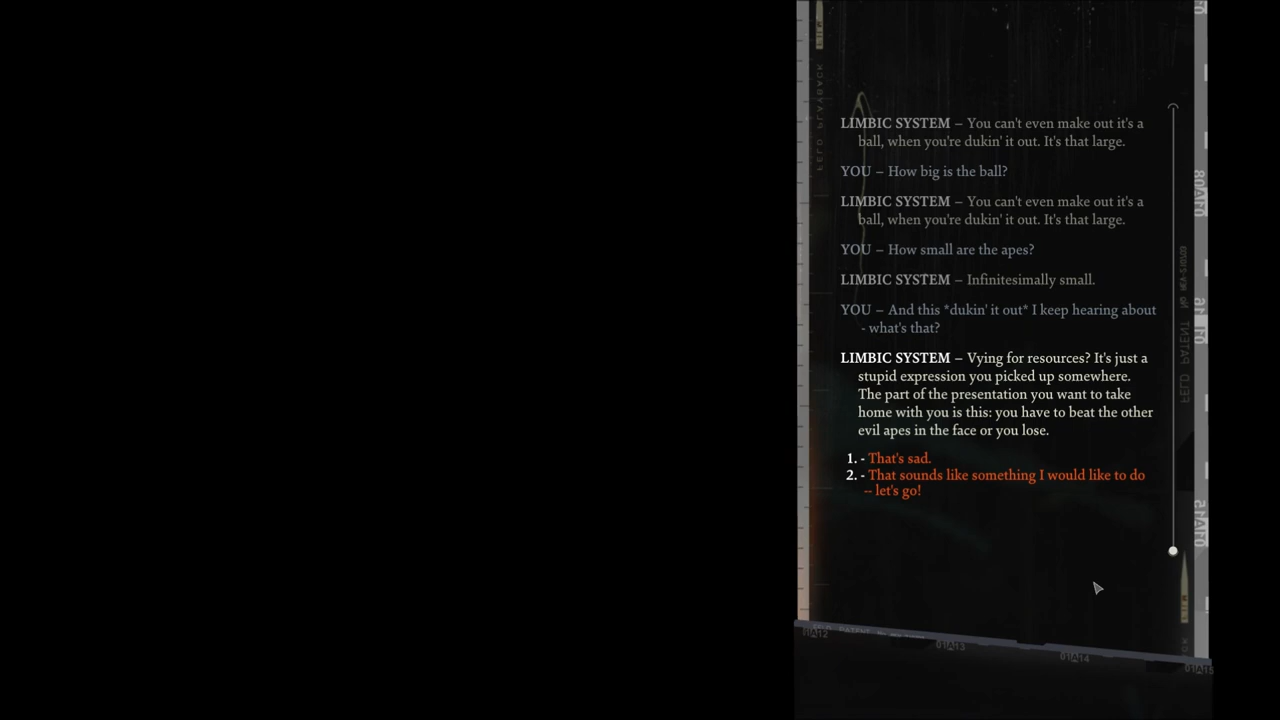 LIMBIC SYSTEM – You can't even make out it's a
ball, when you're dukin' it out. It's that large.
YOU – How big is the ball?
LIMBIC SYSTEM – You can't even make out it's a
ball, when you're dukin' it out. It's that large.
YOU – How small are the apes?
LIMBIC SYSTEM – Infinitesimally small.
YOU – And this *dukin' it out* I keep hearing about
- what's that?
LIMBIC SYSTEM – Vying for resources? It's just a
stupid expression you picked up somewhere.
The part of the presentation you want to take
home with you is this: you have to beat the other
evil apes in the face or you lose.
1. - That's sad.
2. - That sounds like something I would like to do
-- let's go!
FELD PLAYBACK
FELD PATENT